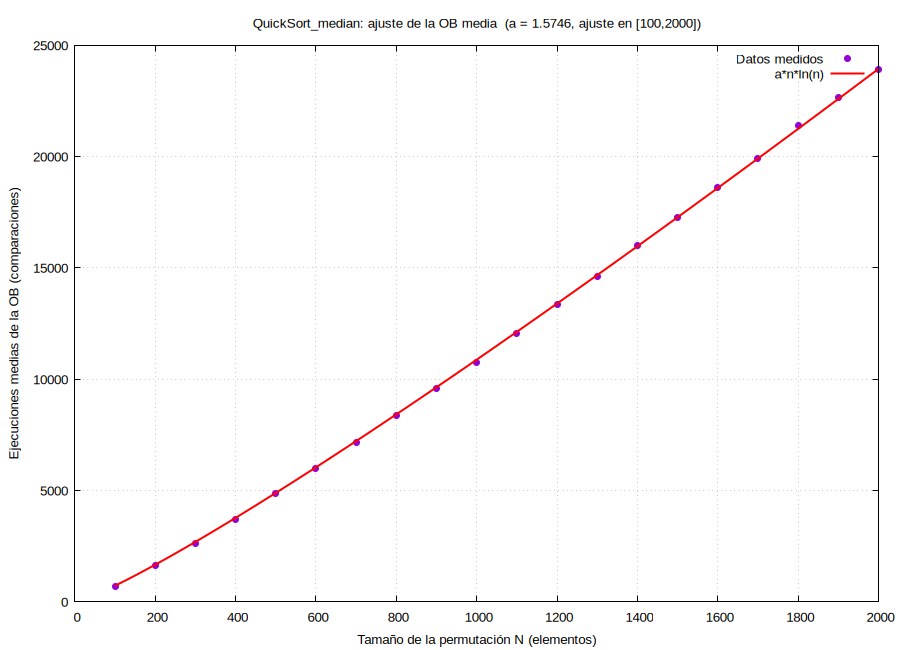 QuickSort_median: ajuste de la OB media  (a = 1.5746, ajuste en [100,2000])
25000
20000
15000
10000
5000
0
Ejecuciones medias de la OB (comparaciones)
Datos medidos
a*n*ln(n)
0 200 400 600 800 1000 1200 1400 1600 1800 2000
Tamaño de la permutación N (elementos)